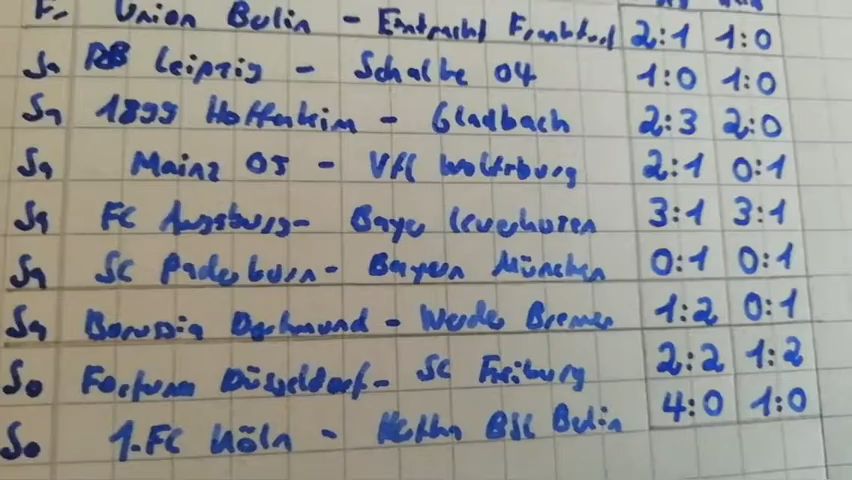 Fr Union Berlin - Eintracht Frankfurt 2:1 1:0
Sa RB Leipzig - Schalke 04 1:0 1:0
Sa 1899 Hoffenheim - Gladbach 2:3 2:0
Sa Mainz 05 - VfL Wolfsburg 2:1 0:1
Sa FC Augsburg - Bayer Leverkusen 3:1 3:1
Sa SC Paderborn - Bayern München 0:1 0:1
Sa Borussia Dortmund - Werder Bremen 1:2 0:1
So Fortuna Düsseldorf - SC Freiburg 2:2 1:2
So 1.FC Köln - Hertha BSC Berlin 4:0 1:0